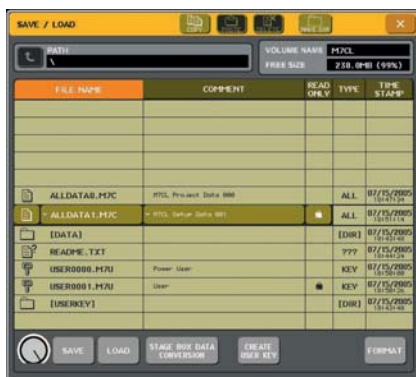 SAVE / LOAD
COPY PASTE DELETE MAKE DIR
PATH
\
VOLUME NAME M7CL
FREE SIZE 238.0MB (99%)
FILE NAME COMMENT READ ONLY TYPE TIME STAMP
ALLDATA0.M7C M7CL Project Data 000 ALL 07/15/2005
ALLDATA1.M7C M7CL Setup Data 001 ALL 07/15/2005
[DATA] [DIR] 07/15/2005
README.TXT ??? 07/15/2005
USER0000.M7U Power User KEY 07/15/2005
USER0001.M7U User KEY 07/15/2005
[USERKEY] [DIR] 07/15/2005
SAVE
LOAD
STAGE BOX DATA CONVERSION
CREATE USER KEY
FORMAT